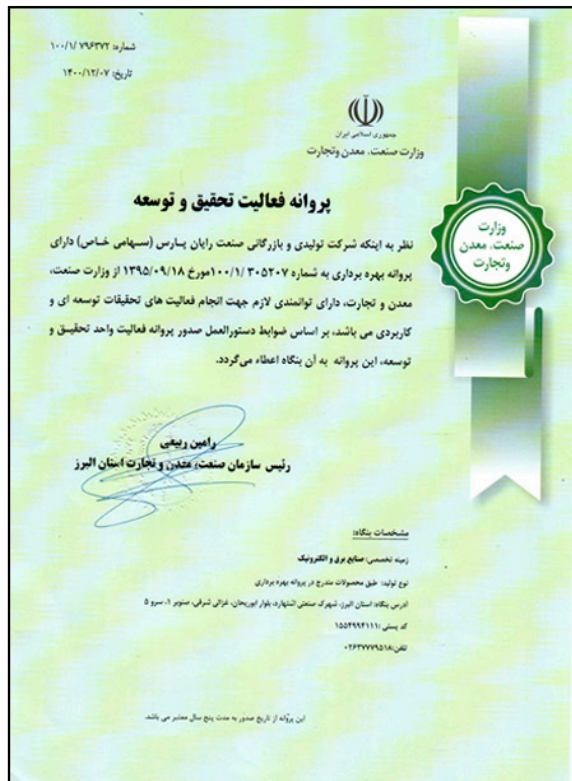 شماره: ۱۰۰/۱/ ۷۹۶۳۷۲
تاریخ: ۱۴۰۰/۱۲/۰۷
جمهوری اسلامی ایران
وزارت صنعت، معدن وتجارت
پروانه فعالیت تحقیق و توسعه
وزارت
صنعت، معدن
وتجارت
نظر به اینکه شرکت تولیدی و بازرگانی صنعت رایان پارس (سهامی خاص) دارای
پروانه بهره برداری به شماره ۱۰۰/۱/ ۳۰۵۲۰۷مورخ ۱۳۹۵/۰۹/۱۸ از وزارت صنعت،
معدن و تجارت، دارای توانمندی لازم جهت انجام فعالیت های تحقیقات توسعه ای و
کاربردی می باشد، بر اساس ضوابط دستورالعمل صدور پروانه فعالیت واحد تحقیق و
توسعه، این پروانه به آن بنگاه اعطاء می‌گردد.
رامین ربیعی
رئیس سازمان صنعت، معدن و تجارت استان البرز
مشخصات بنگاه:
زمینه تخصصی: صنایع برق و الکترونیک
نوع تولید: طبق محصولات مندرج در پروانه بهره برداری
آدرس بنگاه: استان البرز، شهرک صنعتی اشتهارد، بلوار ابوریحان، غزالی شرقی، صنوبر ۱، سرو ۵
کد پستی :۱۵۵۴۹۹۴۱۱۱
تلفن:۰۲۶۳۷۷۷۹۵۱۸
این پروانه از تاریخ صدور به مدت پنج سال معتبر می باشد.